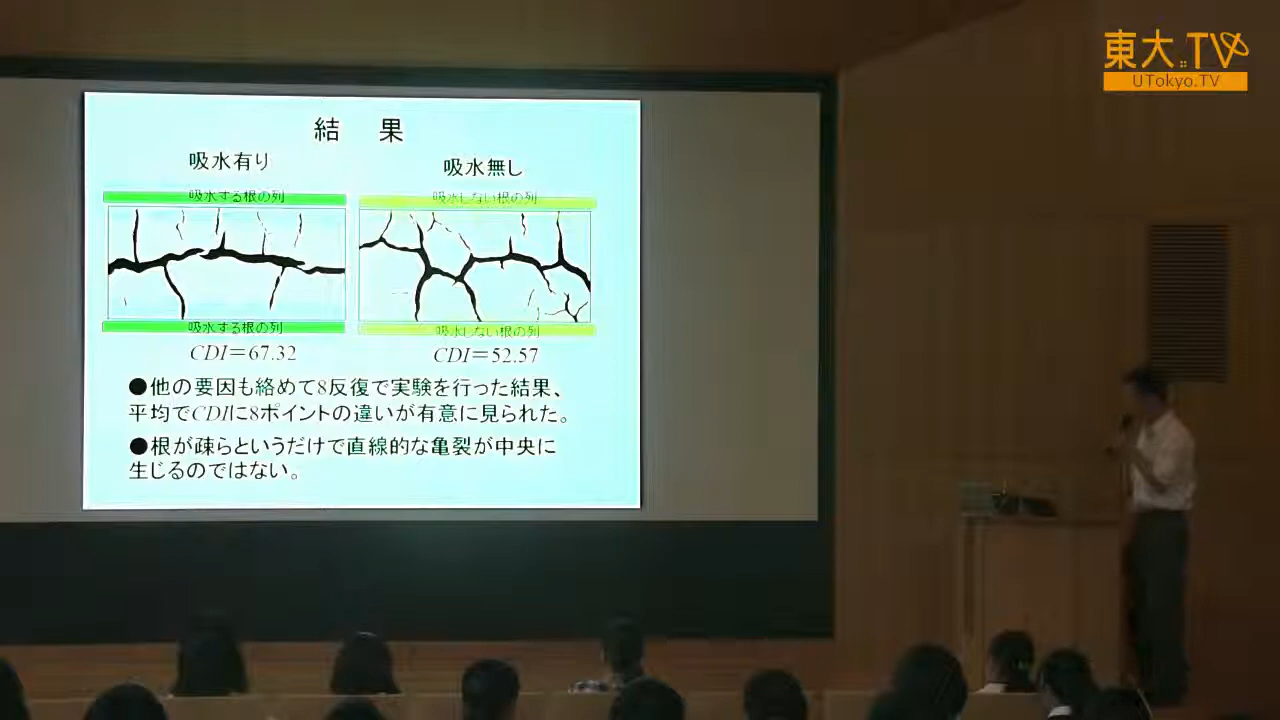 東大.TV
UTokyo.TV
結 果
吸水有り
吸水無し
吸水する根の列
吸水しない根の列
吸水する根の列
吸水しない根の列
CDI＝67.32
CDI＝52.57
●他の要因も絡めて8反復で実験を行った結果、
平均でCDIに8ポイントの違いが有意に見られた。
●根が疎らというだけで直線的な亀裂が中央に
生じるのではない。